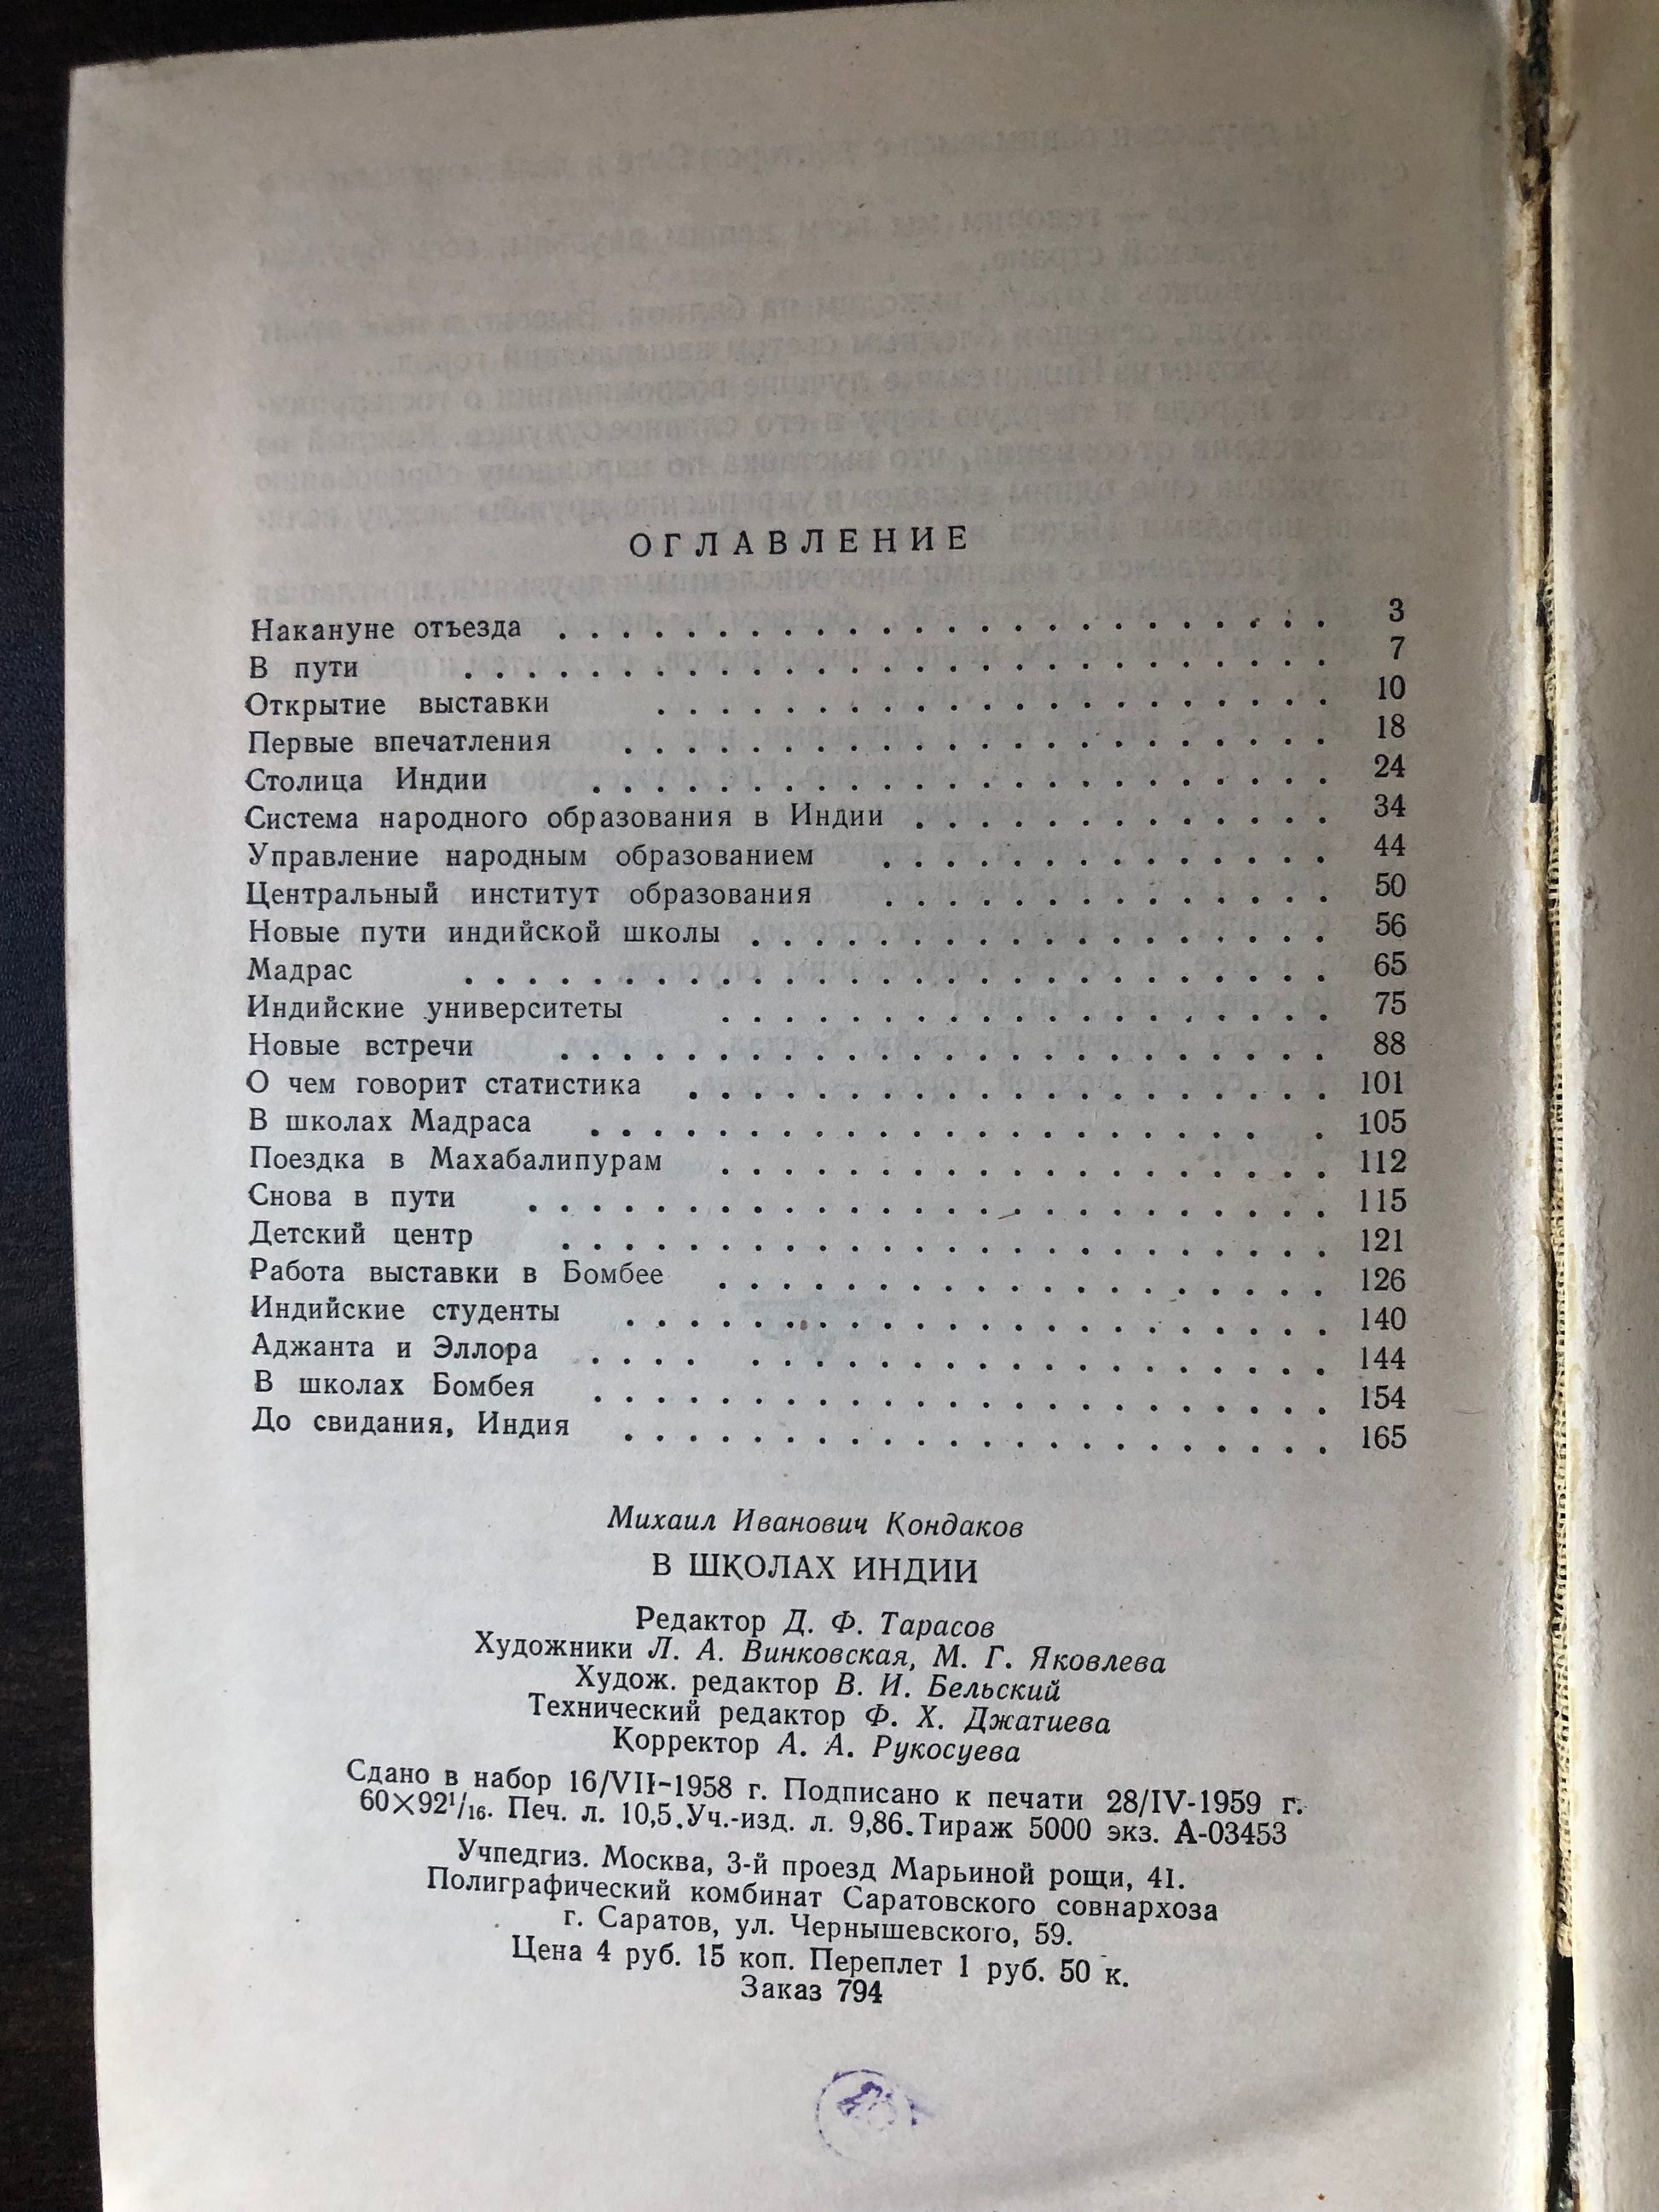 ОГЛАВЛЕНИЕ
Накануне отъезда . . . . . . . . . . . . . . . . . . . . . . . . 3
В пути . . . . . . . . . . . . . . . . . . . . . . . . . . . 7
Открытие выставки . . . . . . . . . . . . . . . . . . . . . 10
Первые впечатления . . . . . . . . . . . . . . . . . . . . . . 18
Столица Индии . . . . . . . . . . . . . . . . . . . . . . . 24
Система народного образования в Индии . . . . . . . . . . . . . 34
Управление народным образованием . . . . . . . . . . . . . . 44
Центральный институт образования . . . . . . . . . . . . . . 50
Новые пути индийской школы . . . . . . . . . . . . . . . . . . 56
Мадрас . . . . . . . . . . . . . . . . . . . . . . . . . . . 65
Индийские университеты . . . . . . . . . . . . . . . . . . . 75
Новые встречи . . . . . . . . . . . . . . . . . . . . . . . . 88
О чем говорит статистика . . . . . . . . . . . . . . . . . . . . 101
В школах Мадраса . . . . . . . . . . . . . . . . . . . . . . 105
Поездка в Махабалипурам . . . . . . . . . . . . . . . . . . . 112
Снова в пути . . . . . . . . . . . . . . . . . . . . . . . . . 115
Детский центр . . . . . . . . . . . . . . . . . . . . . . . . 121
Работа выставки в Бомбее . . . . . . . . . . . . . . . . . . . 126
Индийские студенты . . . . . . . . . . . . . . . . . . . . . . 140
Аджанта и Эллора . . . . . . . . . . . . . . . . . . . . . . 144
В школах Бомбея . . . . . . . . . . . . . . . . . . . . . . . 154
До свидания, Индия . . . . . . . . . . . . . . . . . . . . . . 165
Михаил Иванович Кондаков
В ШКОЛАХ ИНДИИ
Редактор Д. Ф. Тарасов
Художники Л. А. Винковская, М. Г. Яковлева
Худож. редактор В. И. Бельский
Технический редактор Ф. Х. Джатиева
Корректор А. А. Рукосуева
Сдано в набор 16/VII-1958 г. Подписано к печати 28/IV-1959 г.
60×92¹/₁₆. Печ. л. 10,5. Уч.-изд. л. 9,86. Тираж 5000 экз. А-03453
Учпедгиз. Москва, 3-й проезд Марьиной рощи, 41.
Полиграфический комбинат Саратовского совнархоза
г. Саратов, ул. Чернышевского, 59.
Цена 4 руб. 15 коп. Переплет 1 руб. 50 к.
Заказ 794